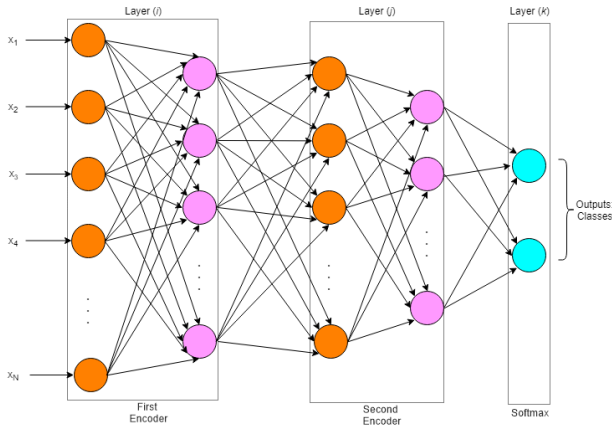 Layer (i)
Layer (j)
Layer (k)
X1
X2
X3
X4
XN
Outputs:
Classes
First
Encoder
Second
Encoder
Softmax